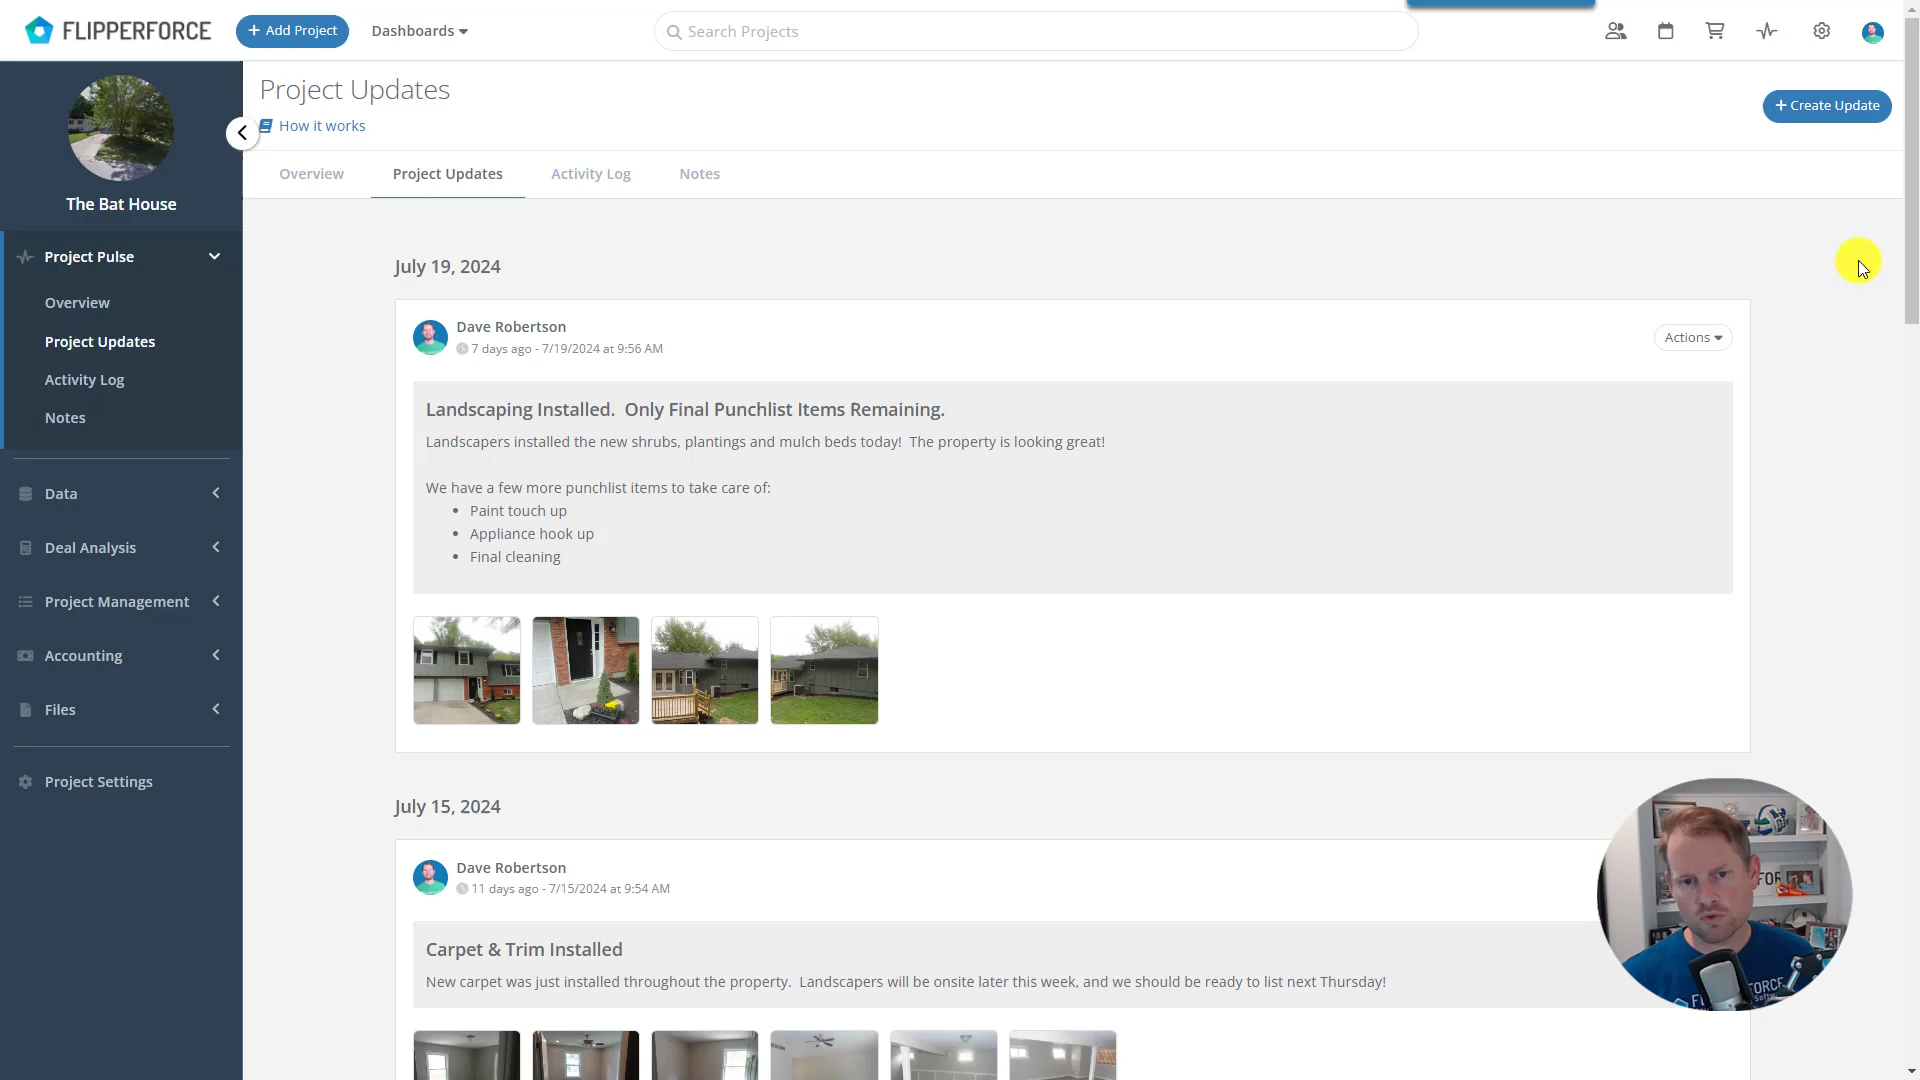 FLIPPERFORCE
+ Add Project
Dashboards
Search Projects
The Bat House
Project Pulse
Overview
Project Updates
Activity Log
Notes
Data
Deal Analysis
Project Management
Accounting
Files
Project Settings
Project Updates
How it works
+ Create Update
Overview
Project Updates
Activity Log
Notes
July 19, 2024
Dave Robertson
7 days ago - 7/19/2024 at 9:56 AM
Actions
Landscaping Installed.  Only Final Punchlist Items Remaining.
Landscapers installed the new shrubs, plantings and mulch beds today!  The property is looking great!
We have a few more punchlist items to take care of:
• Paint touch up
• Appliance hook up
• Final cleaning
July 15, 2024
Dave Robertson
11 days ago - 7/15/2024 at 9:54 AM
Carpet & Trim Installed
New carpet was just installed throughout the property.  Landscapers will be onsite later this week, and we should be ready to list next Thursday!